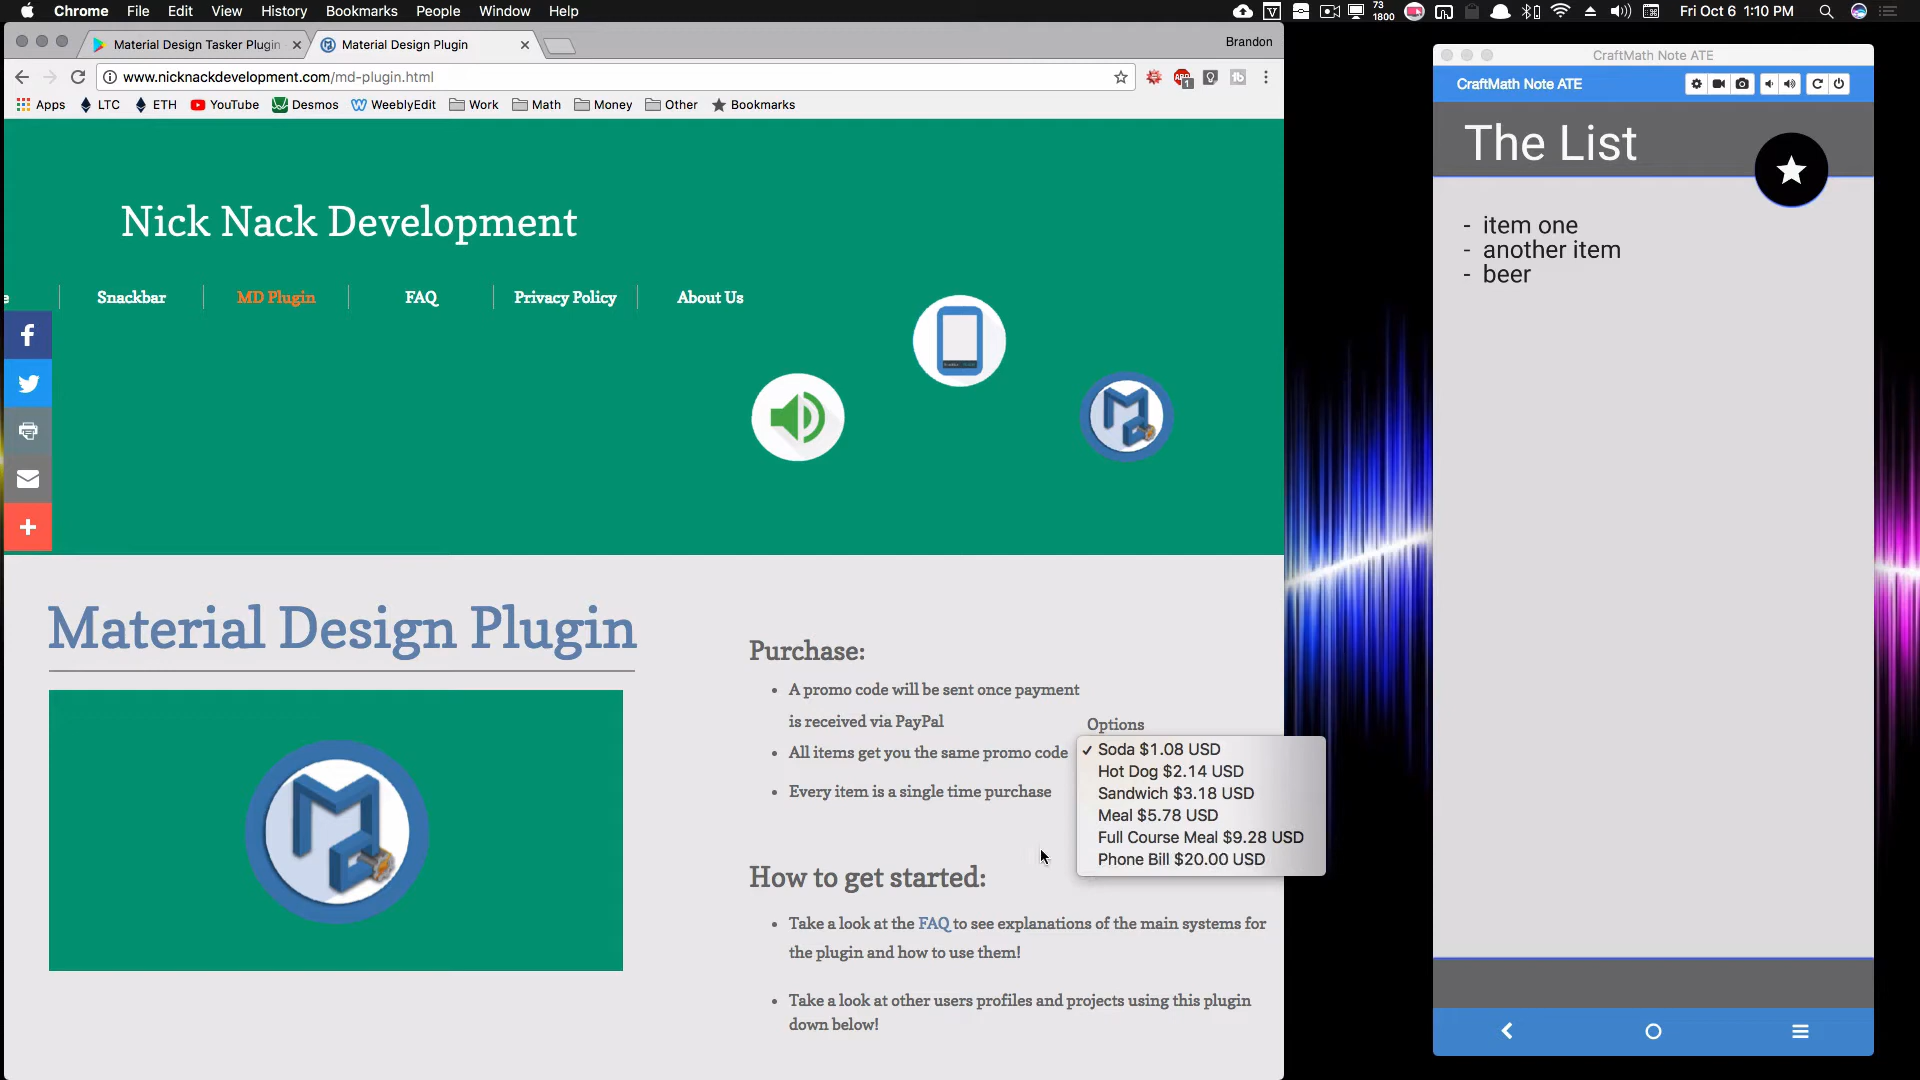 Chrome File Edit View History Bookmarks People Window Help
73
1800
Fri Oct 6 1:10 PM
Material Design Tasker Plugin
Material Design Plugin
Brandon
www.nicknackdevelopment.com/md-plugin.html
ABP
1
Apps LTC ETH YouTube Desmos WeeblyEdit Work Math Money Other Bookmarks
Nick Nack Development
e Snackbar MD Plugin FAQ Privacy Policy About Us
Material Design Plugin
Purchase:
• A promo code will be sent once payment
is received via PayPal
• All items get you the same promo code
• Every item is a single time purchase
Options
✓ Soda $1.08 USD
Hot Dog $2.14 USD
Sandwich $3.18 USD
Meal $5.78 USD
Full Course Meal $9.28 USD
Phone Bill $20.00 USD
How to get started:
• Take a look at the FAQ to see explanations of the main systems for
the plugin and how to use them!
• Take a look at other users profiles and projects using this plugin
down below!
CraftMath Note ATE
CraftMath Note ATE
The List
- item one
- another item
- beer